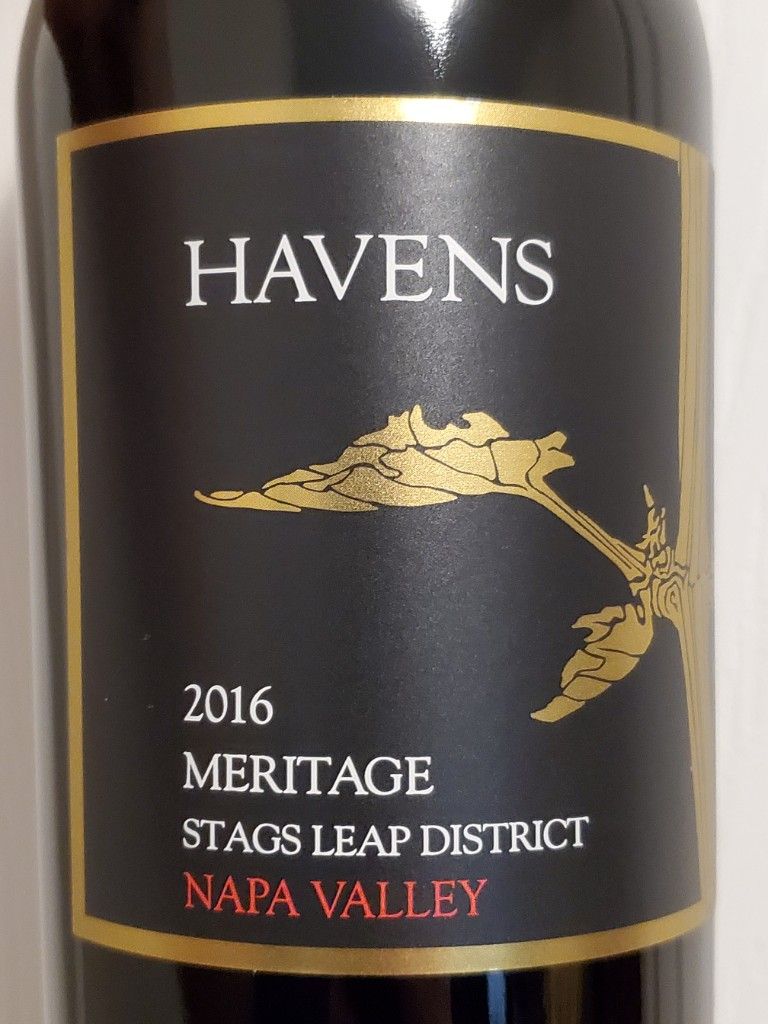 HAVENS
2016
MERITAGE
STAGS LEAP DISTRICT
NAPA VALLEY